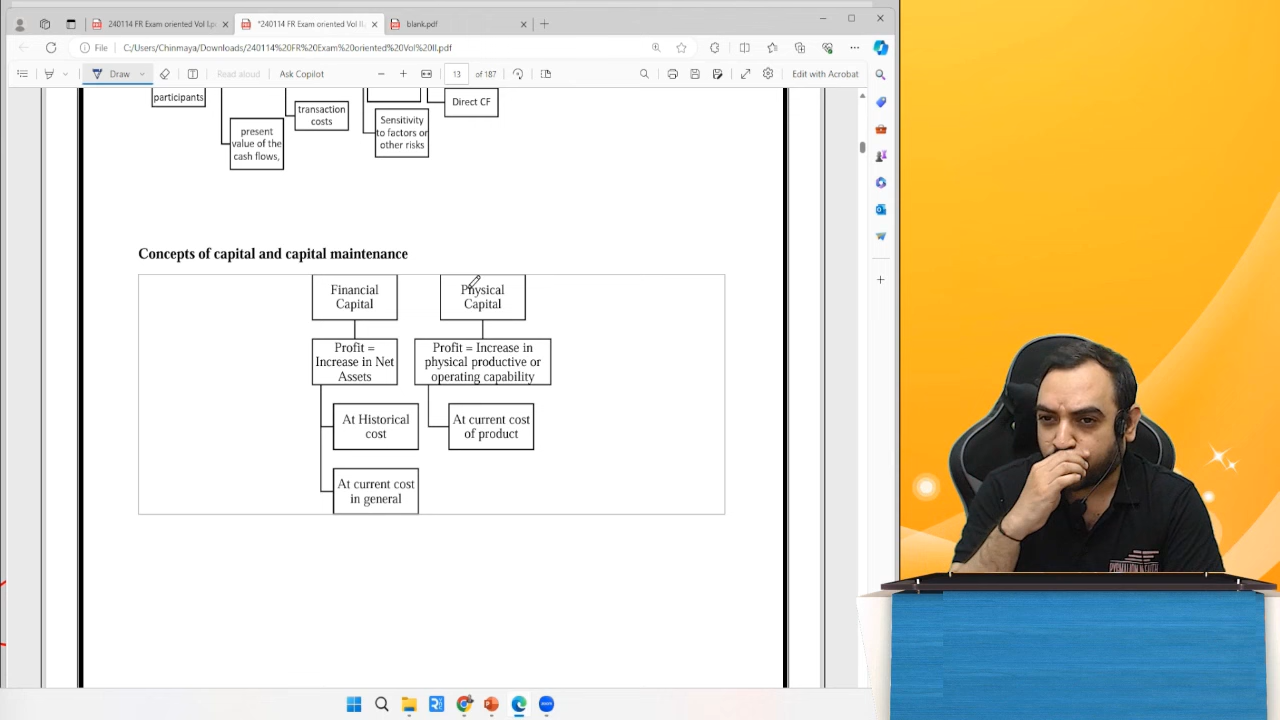 240114 FR Exam oriented Vol I.p
*240114 FR Exam oriented Vol II.
blank.pdf
File
C:/Users/Chinmaya/Downloads/240114%20FR%20Exam%20oriented%20Vol%20II.pdf
Draw
Read aloud
Ask Copilot
13
of 187
Edit with Acrobat
participants
present
value of the
cash flows,
transaction
costs
Sensitivity
to factors or
other risks
Direct CF
Concepts of capital and capital maintenance
Financial
Capital
Physical
Capital
Profit =
Increase in Net
Assets
Profit = Increase in
physical productive or
operating capability
At Historical
cost
At current cost
of product
At current cost
in general